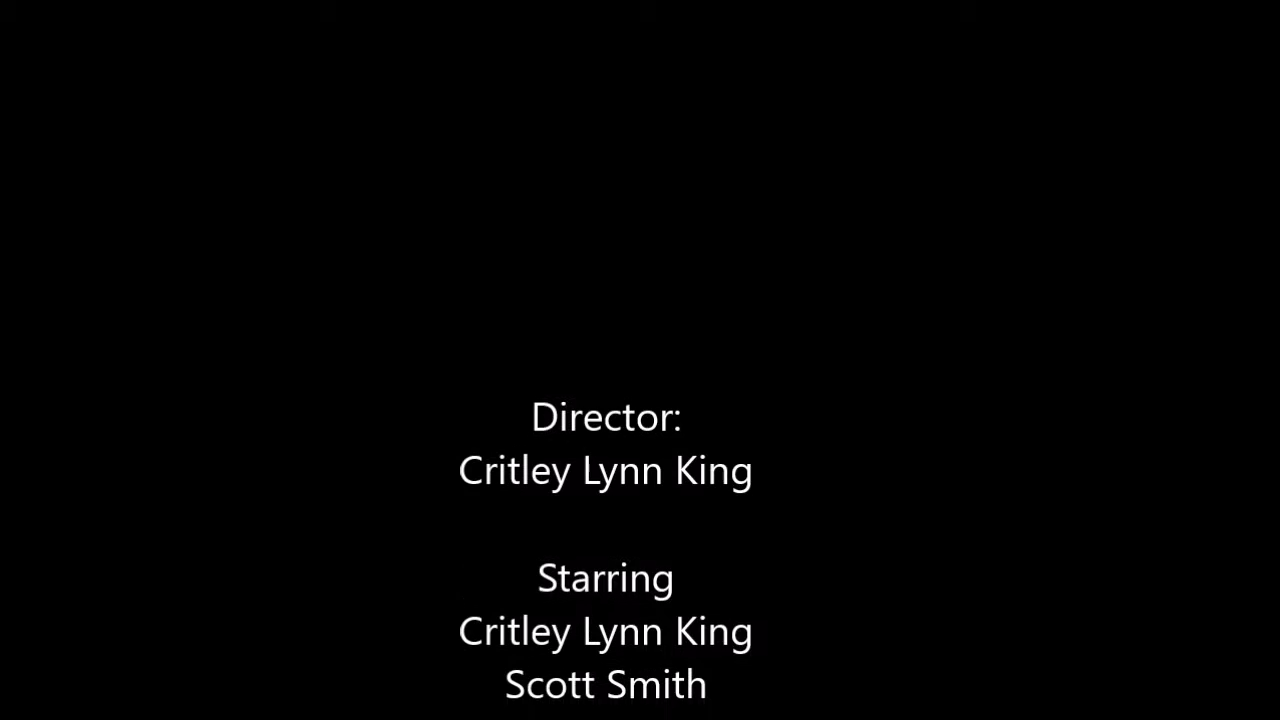 Director:
Critley Lynn King
Starring
Critley Lynn King
Scott Smith